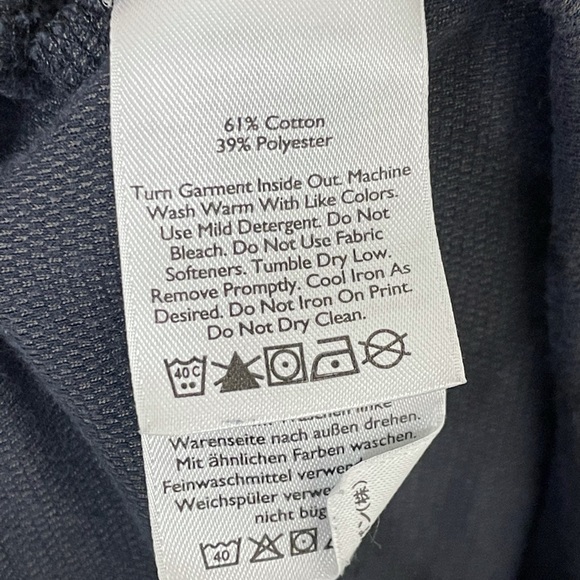 61% Cotton
39% Polyester
Turn Garment Inside Out. Machine
Wash Warm With Like Colors.
Use Mild Detergent. Do Not
Bleach. Do Not Use Fabric
Softeners. Tumble Dry Low.
Remove Promptly. Cool Iron As
Desired. Do Not Iron On Print.
Do Not Dry Clean.
40 C
Warenseite nach außen drehen.
Mit ähnlichen Farben waschen.
Feinwaschmittel
Weichspüler
nicht
40
(株)